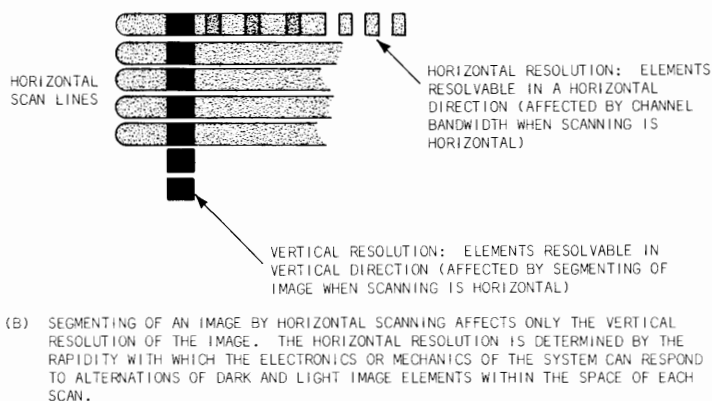 HORIZONTAL
SCAN LINES
HORIZONTAL RESOLUTION: ELEMENTS
RESOLVABLE IN A HORIZONTAL
DIRECTION (AFFECTED BY CHANNEL
BANDWIDTH WHEN SCANNING IS
HORIZONTAL)
VERTICAL RESOLUTION: ELEMENTS RESOLVABLE IN
VERTICAL DIRECTION (AFFECTED BY SEGMENTING OF
IMAGE WHEN SCANNING IS HORIZONTAL)
(B) SEGMENTING OF AN IMAGE BY HORIZONTAL SCANNING AFFECTS ONLY THE VERTICAL
RESOLUTION OF THE IMAGE. THE HORIZONTAL RESOLUTION IS DETERMINED BY THE
RAPIDITY WITH WHICH THE ELECTRONICS OR MECHANICS OF THE SYSTEM CAN RESPOND
TO ALTERNATIONS OF DARK AND LIGHT IMAGE ELEMENTS WITHIN THE SPACE OF EACH
SCAN.